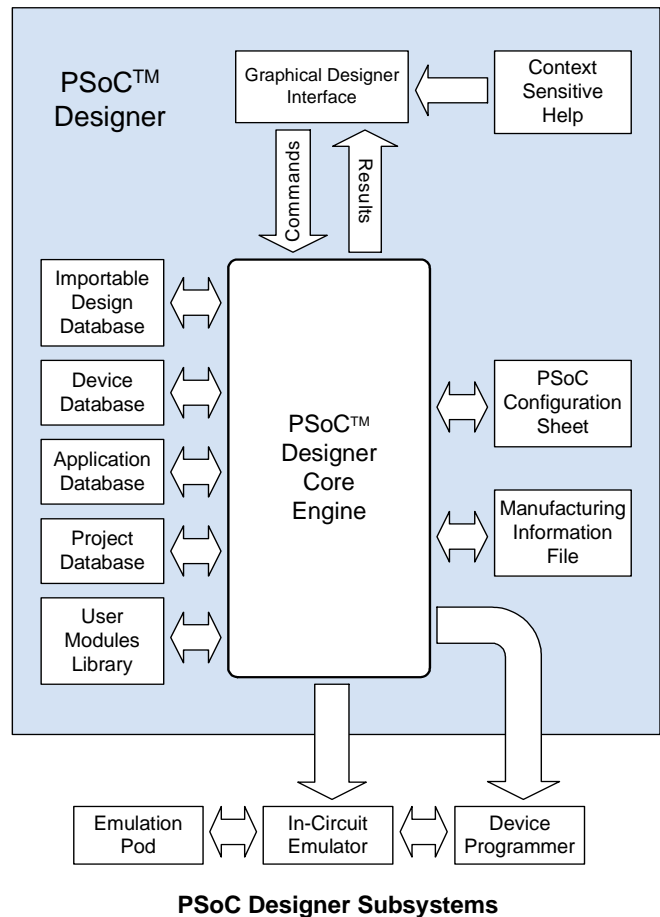 PSoC™
Designer
Graphical Designer
Interface
Context
Sensitive
Help
Commands
Results
Importable
Design
Database
Device
Database
Application
Database
Project
Database
User
Modules
Library
PSoC™
Designer
Core
Engine
PSoC
Configuration
Sheet
Manufacturing
Information
File
Emulation
Pod
In-Circuit
Emulator
Device
Programmer
PSoC Designer Subsystems